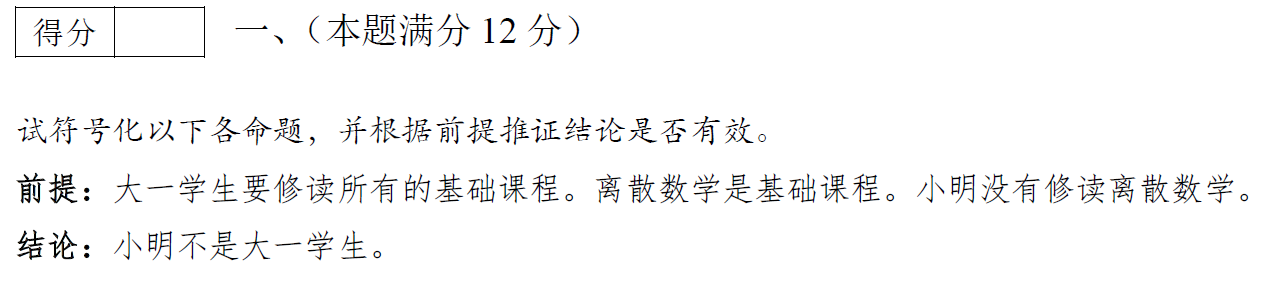 得分 一、（本题满分 12 分）
试符号化以下各命题，并根据前提推证结论是否有效。
前提：大一学生要修读所有的基础课程。离散数学是基础课程。小明没有修读离散数学。
结论：小明不是大一学生。